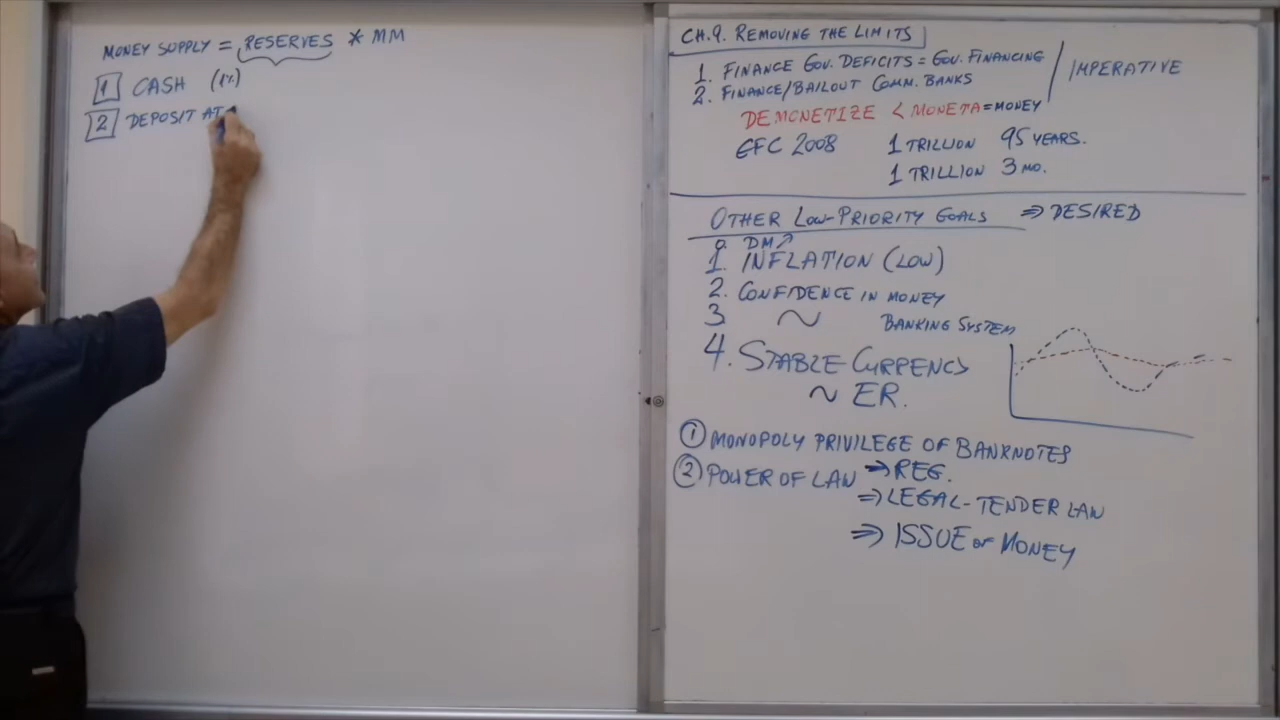 MONEY SUPPLY = RESERVES * MM
1 CASH (1%)
2 DEPOSIT AT
CH.9. REMOVING THE LIMITS
1. FINANCE GOV. DEFICITS = GOV. FINANCING
2. FINANCE/BAILOUT COMM. BANKS
IMPERATIVE
DEMONETIZE < MONETA = MONEY
GFC 2008 1 TRILLION 95 YEARS.
1 TRILLION 3 MO.
OTHER LOW-PRIORITY GOALS ⇒ DESIRED
0. DM ↗
1. INFLATION (LOW)
2. CONFIDENCE IN MONEY
3. ~ BANKING SYSTEM
4. STABLE CURRENCY
~ ER.
① MONOPOLY PRIVILEGE OF BANKNOTES
② POWER OF LAW ⇒ REG.
⇒ LEGAL-TENDER LAW
⇒ ISSUE OF MONEY